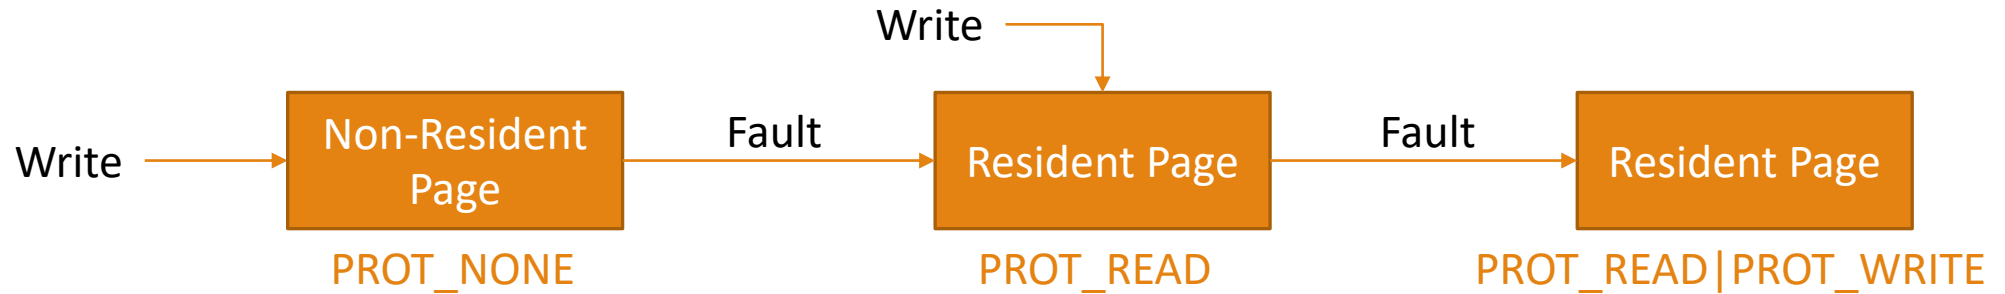 Write
Write
Non-Resident
Page
Fault
Resident Page
Fault
Resident Page
PROT_NONE
PROT_READ
PROT_READ|PROT_WRITE